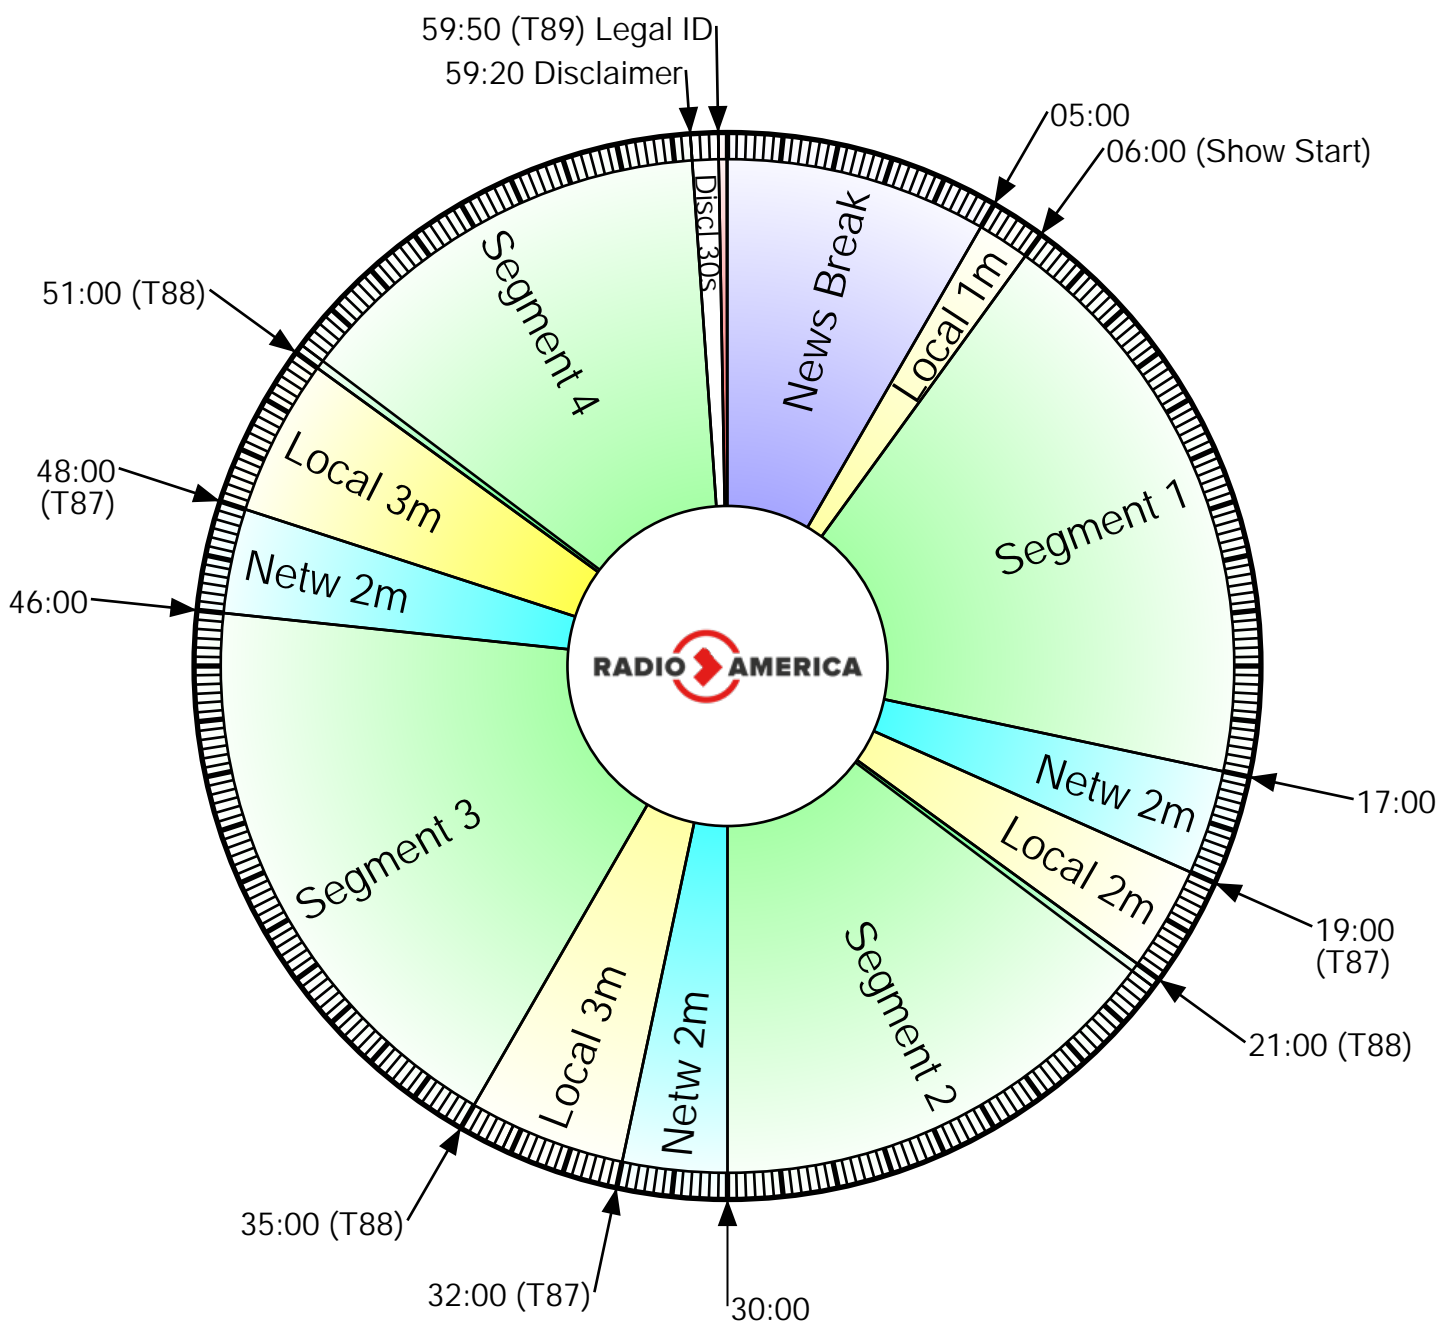 59:50 (T89) Legal ID
59:20 Disclaimer
05:00
06:00 (Show Start)
Discl 30s
News Break
Local 1m
Segment 4
51:00 (T88)
Local 3m
48:00
(T87)
Segment 1
Netw 2m
46:00
RADIO AMERICA
Netw 2m
17:00
Local 2m
19:00
(T87)
Segment 3
Segment 2
21:00 (T88)
Local 3m
Netw 2m
35:00 (T88)
32:00 (T87)
30:00